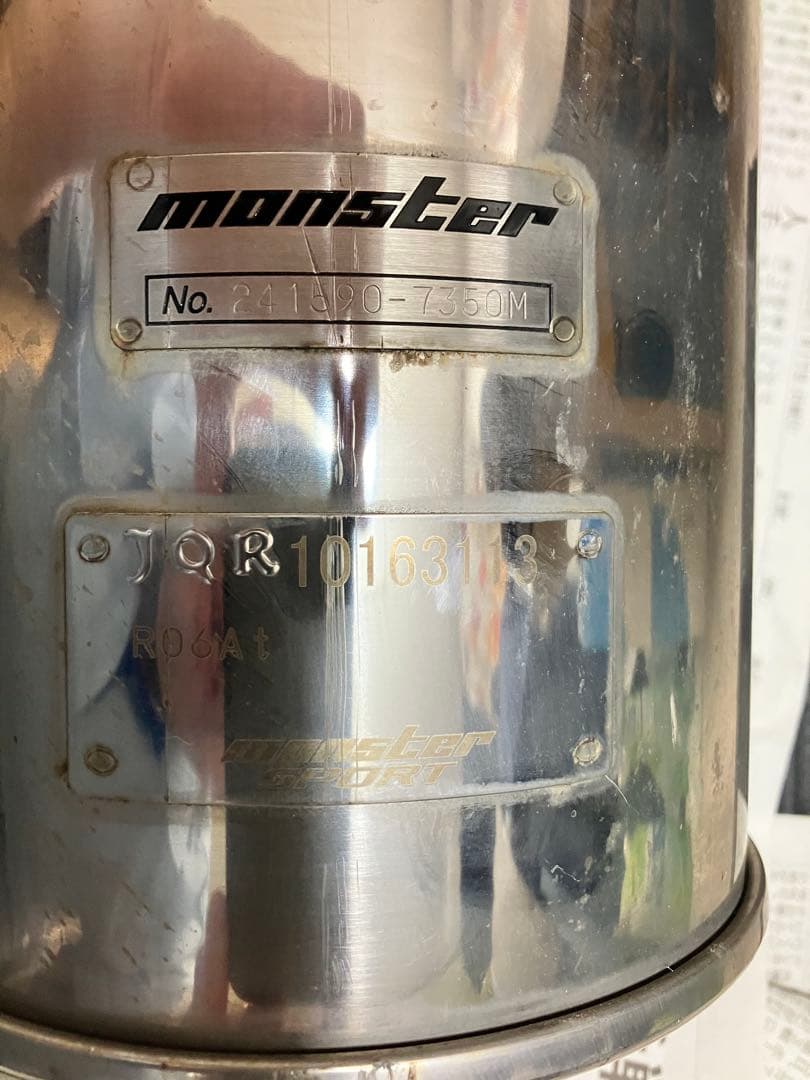 monster
No. 241590-7350M
JQR10163113
R06At
monster
SPORT